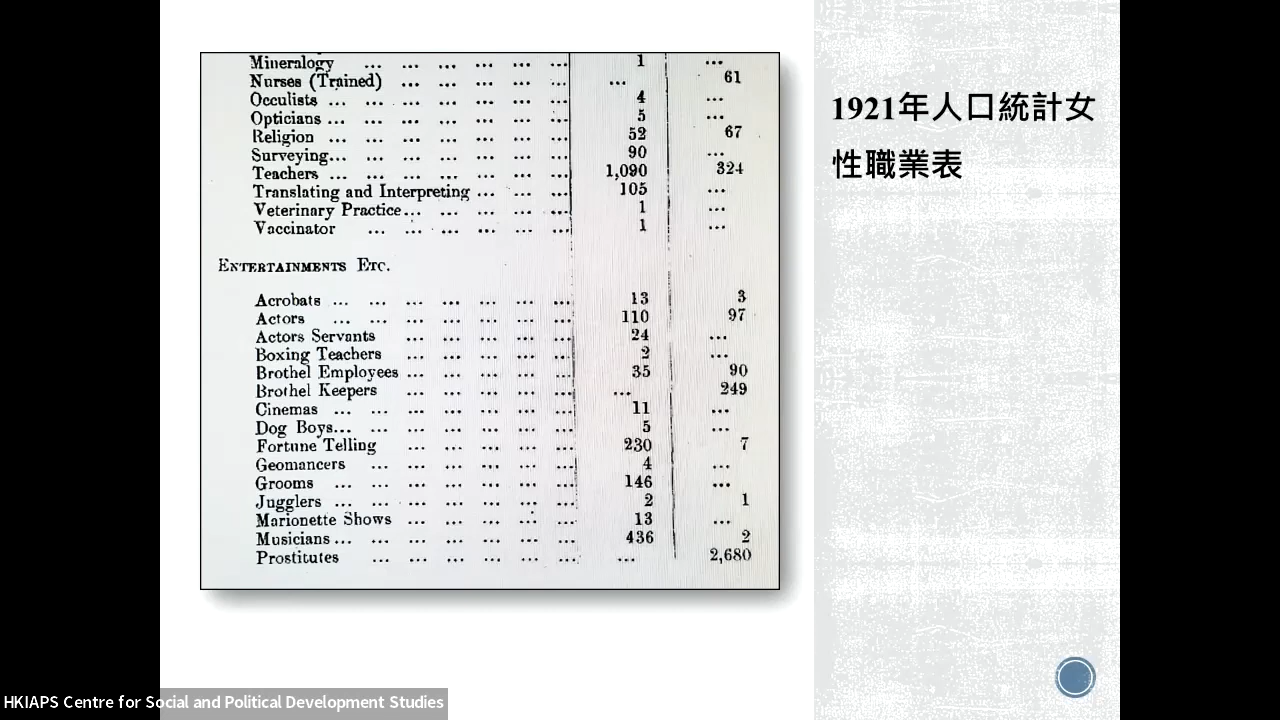 Mineralogy ... ... ... ... ... ... 1 ...
Nurses (Trained) ... ... ... ... ... ... 61
Occulists ... ... ... ... ... ... 4 ...
Opticians ... ... ... ... ... ... ... 5 ...
Religion ... ... ... ... ... ... 52 67
Surveying... ... ... ... ... ... ... 90 ...
Teachers ... ... ... ... ... ... ... 1,090 324
Translating and Interpreting ... ... ... 105 ...
Veterinary Practice... ... ... ... ... 1 ...
Vaccinator ... ... ... ... ... ... 1 ...
ENTERTAINMENTS ETC.
Acrobats ... ... ... ... ... ... ... 13 3
Actors ... ... ... ... ... ... ... 110 97
Actors Servants ... ... ... ... ... 24 ...
Boxing Teachers ... ... ... ... ... 2 ...
Brothel Employees ... ... ... ... ... 35 90
Brothel Keepers ... ... ... ... ... ... 249
Cinemas ... ... ... ... ... ... ... 11 ...
Dog Boys... ... ... ... ... ... ... 5 ...
Fortune Telling ... ... ... ... ... 230 7
Geomancers ... ... ... ... ... ... 4 ...
Grooms ... ... ... ... ... ... ... 146 ...
Jugglers ... ... ... ... ... ... ... 2 1
Marionette Shows ... ... ... ... ... 13 ...
Musicians ... ... ... ... ... ... ... 436 2
Prostitutes ... ... ... ... ... ... ... 2,680
1921年人口統計女
性職業表
HKIAPS Centre for Social and Political Development Studies